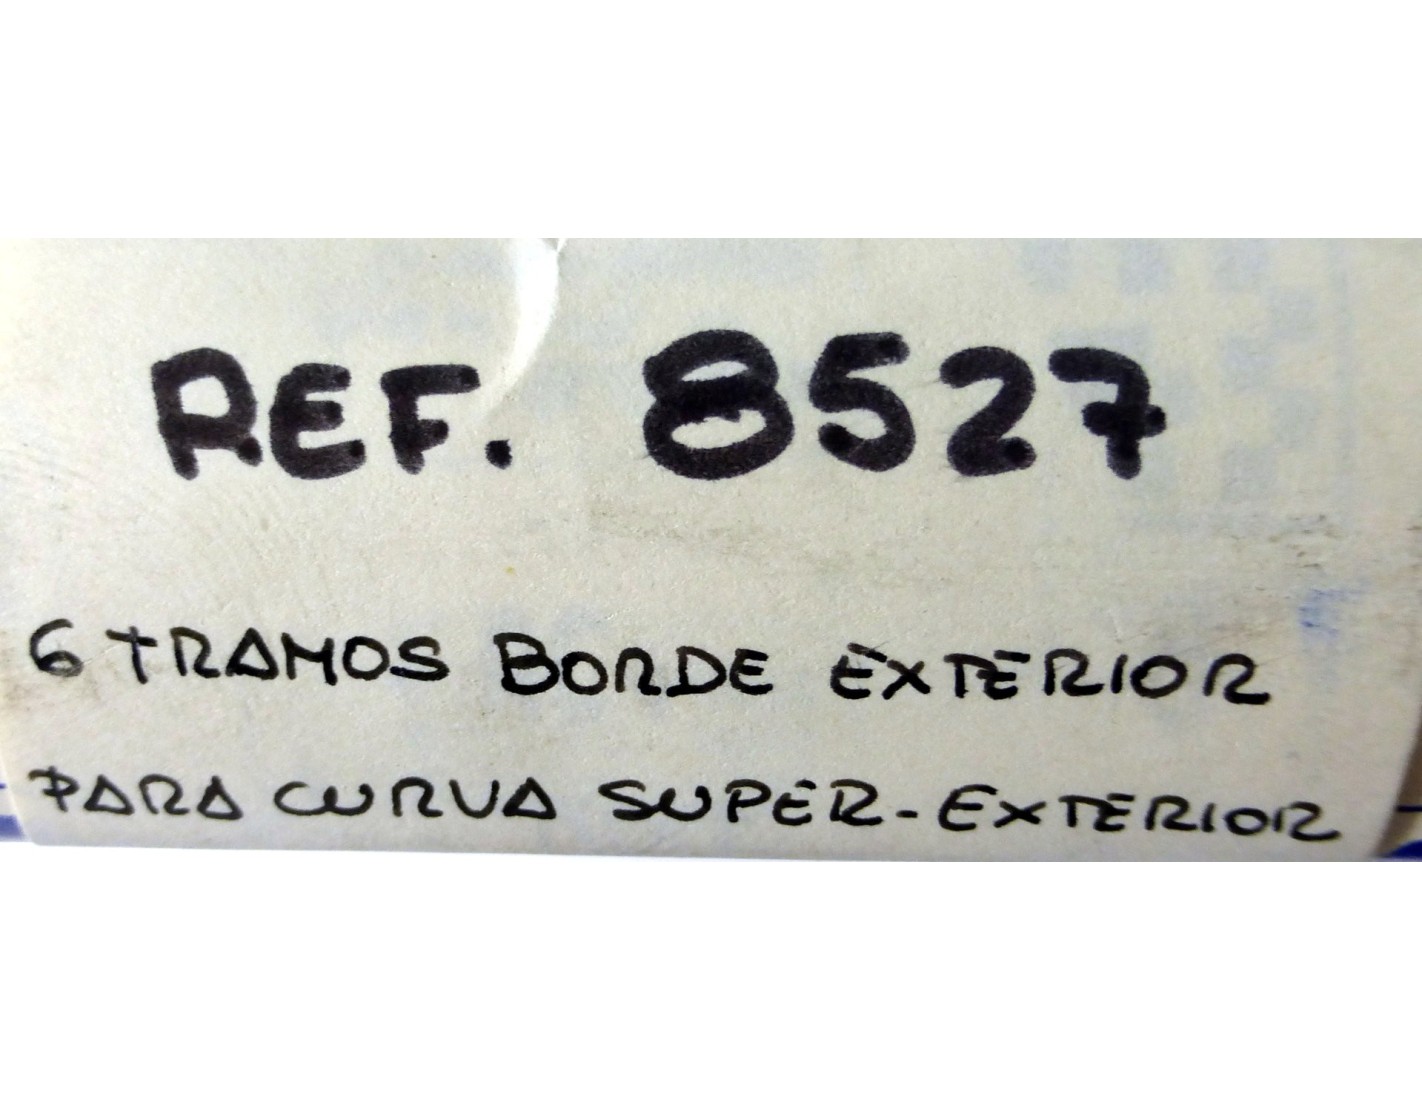 REF. 8527
6 TRAMOS BORDE EXTERIOR
PARA CURVA SUPER-EXTERIOR